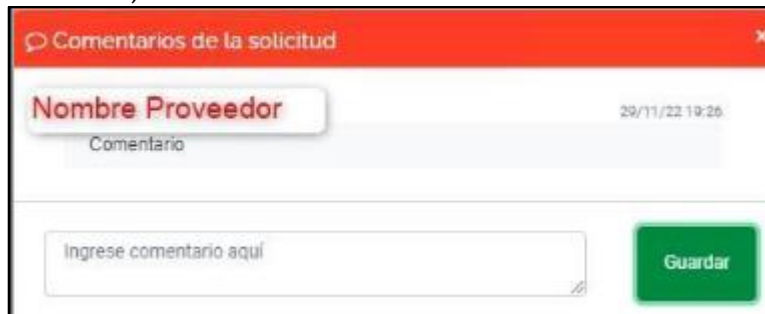 Comentarios de la solicitud
Nombre Proveedor
29/11/22 19:26
Comentario
Ingrese comentario aquí
Guardar